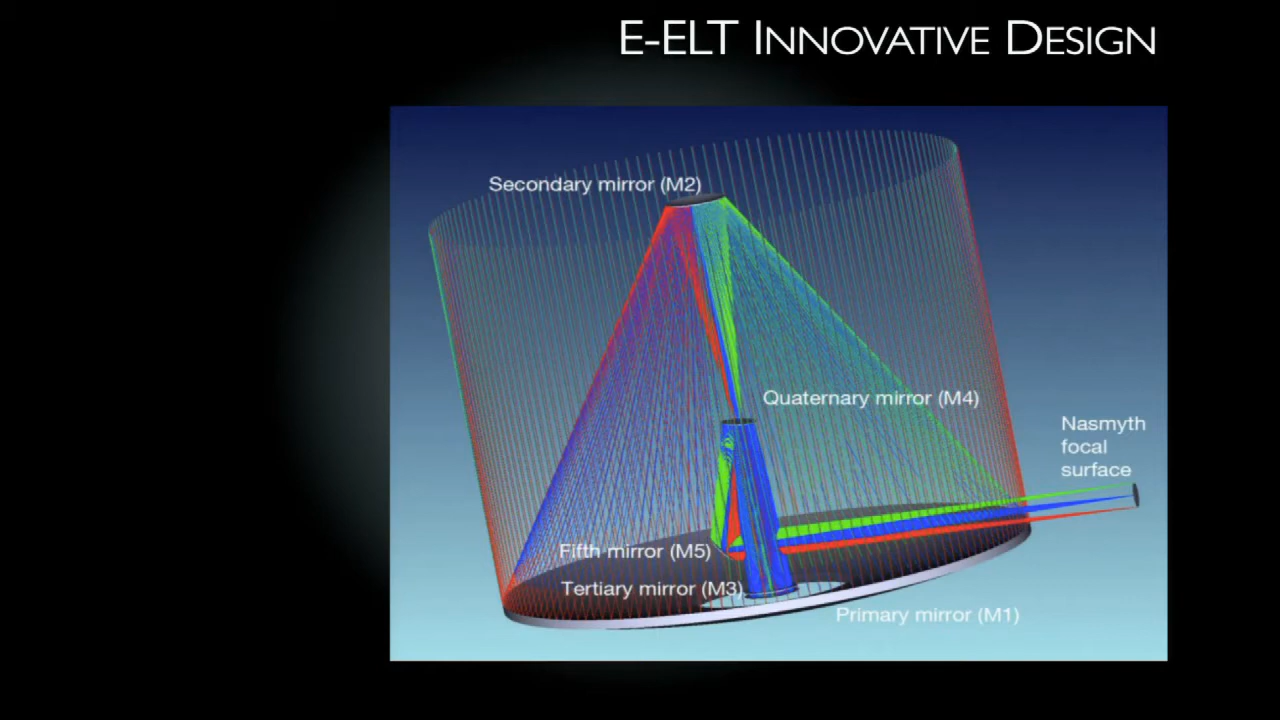 E-ELT INNOVATIVE DESIGN
Secondary mirror (M2)
Quaternary mirror (M4)
Nasmyth
focal
surface
Fifth mirror (M5)
Tertiary mirror (M3)
Primary mirror (M1)